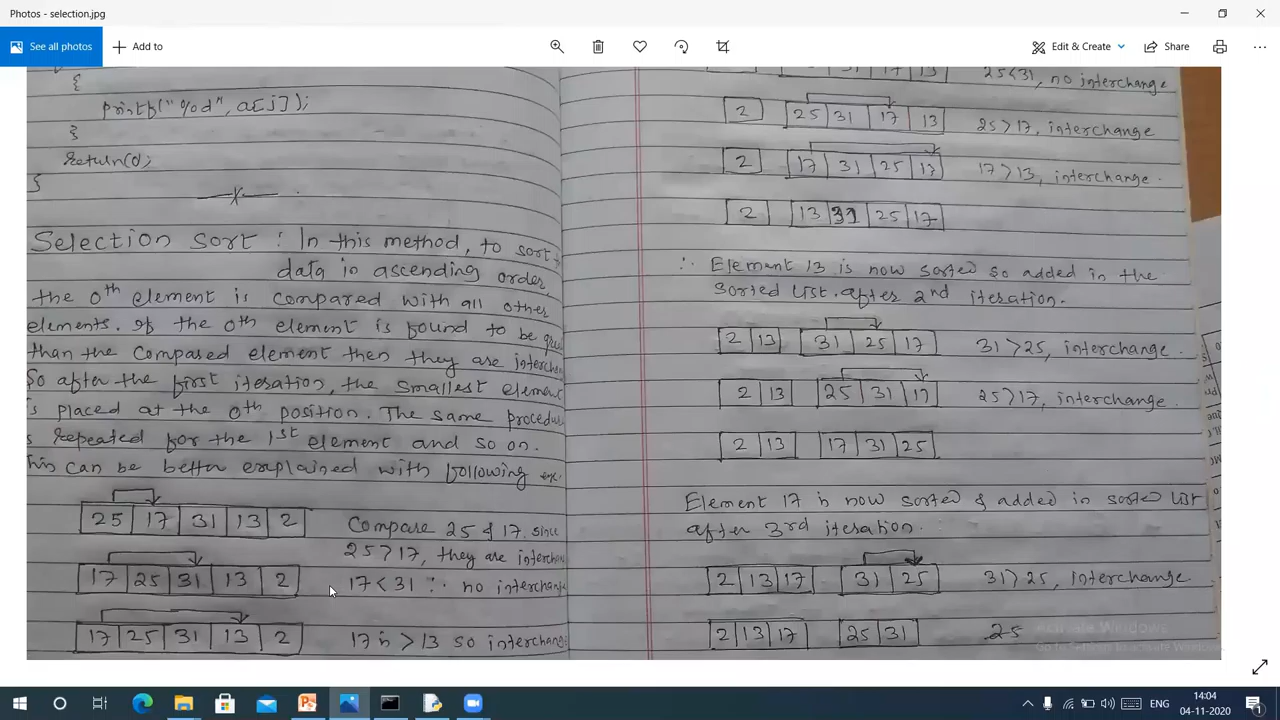 Photos - selection.jpg
See all photos
Add to
Edit & Create
Share
{
printf("%d", a[j]);
}
return(0);
}
Selection Sort : In this method, to sort
data in ascending order,
the 0th element is compared with all other
elements. If the 0th element is found to be
than the compared element then they are
So after the first iteration, the smallest element
is placed at the 0th position. The same procedu
is repeated for the 1st element and so on.
This can be better explained with following
25 17 31 13 2
Compare 25 & 17. since
25 > 17, they are
17 25 31 13 2
17 < 31 ∴ no interchange
17 25 31 13 2
17 is > 13 so interchange
25 < 31, no interchange
2 25 31 17 13
25 > 17, interchange
2 17 31 25 13
17 > 13, interchange.
2 13 31 25 17
∴ Element 13 is now sorted so added in the
sorted list. after 2nd iteration.
2 13 31 25 17
31 > 25, interchange.
2 13 25 31 17
25 > 17, interchange.
2 13 17 31 25
Element 17 is now sorted & added in sorted list
after 3rd iteration.
2 13 17 31 25
31 > 25, interchange
2 13 17 25 31
25
Activate Windows
Go to Settings to activate Windows.
14:04
04-11-2020